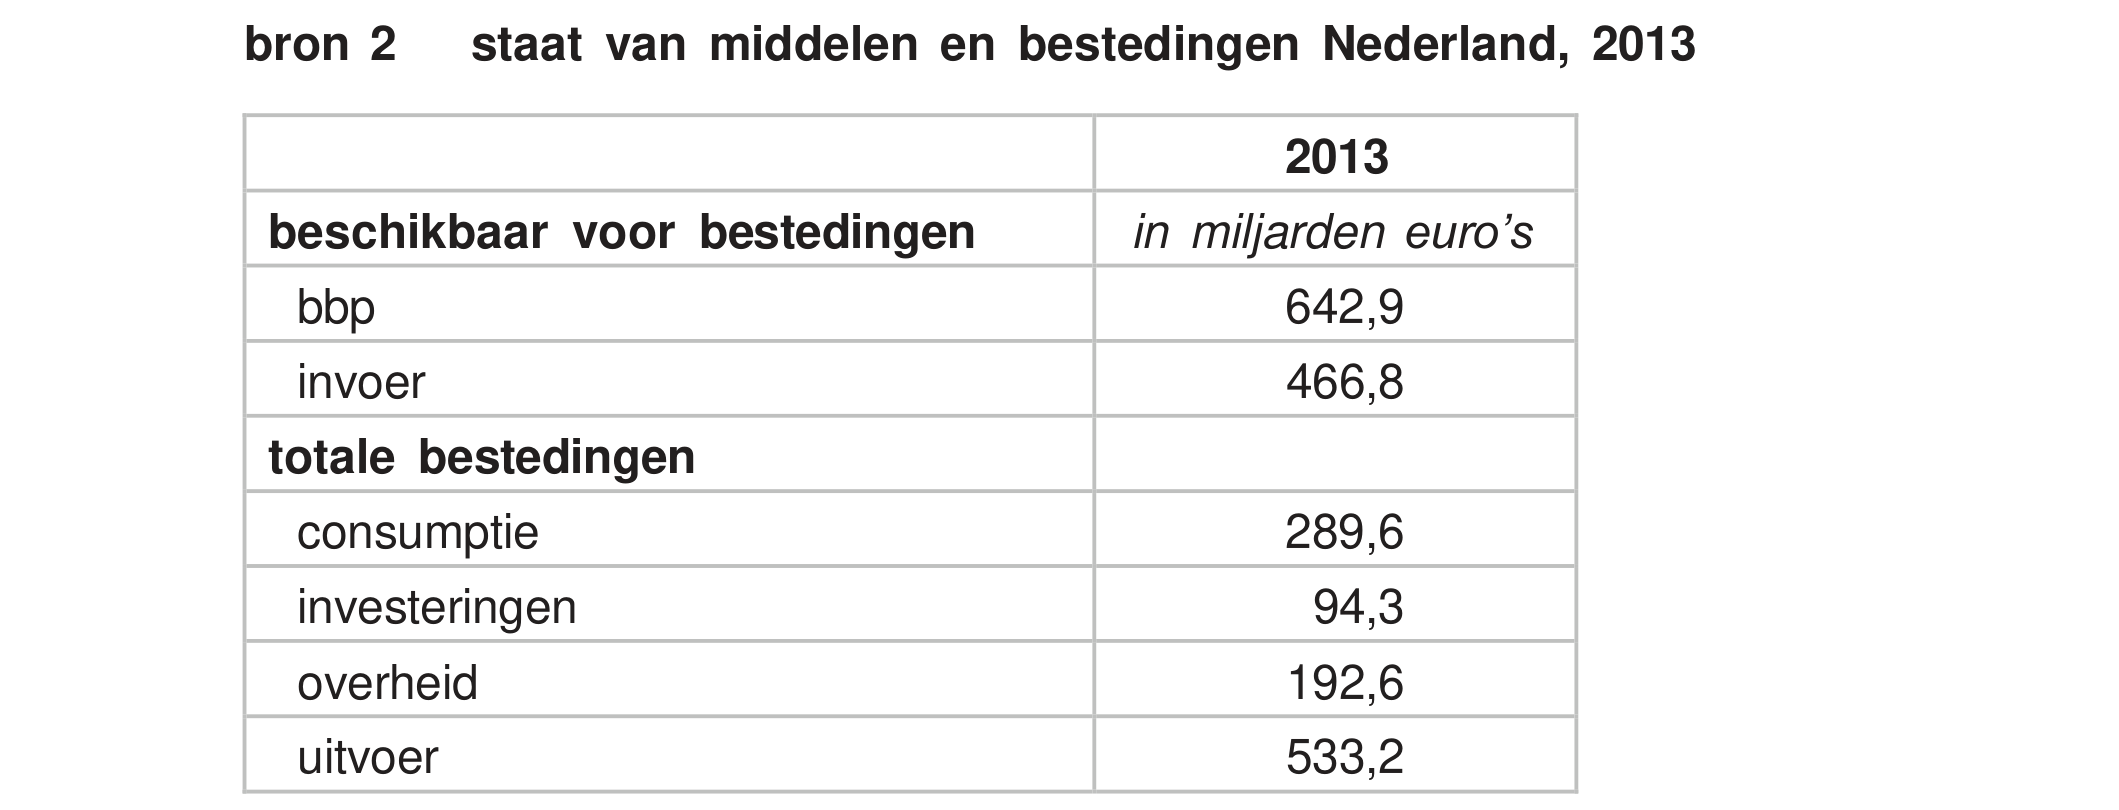 bron 2 staat van middelen en bestedingen Nederland, 2013
2013
beschikbaar voor bestedingen in miljarden euro’s
bbp 642,9
invoer 466,8
totale bestedingen
consumptie 289,6
investeringen 94,3
overheid 192,6
uitvoer 533,2